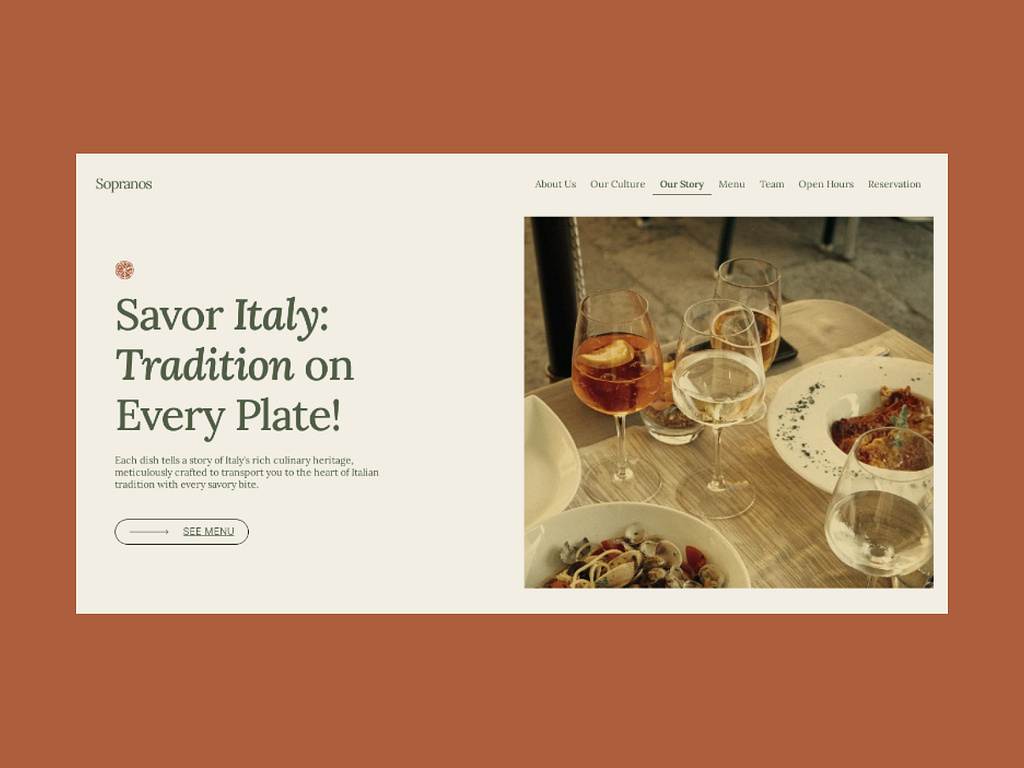 Sopranos
About Us Our Culture Our Story Menu Team Open Hours Reservation
Savor Italy:
Tradition on
Every Plate!
Each dish tells a story of Italy's rich culinary heritage,
meticulously crafted to transport you to the heart of Italian
tradition with every savory bite.
SEE MENU